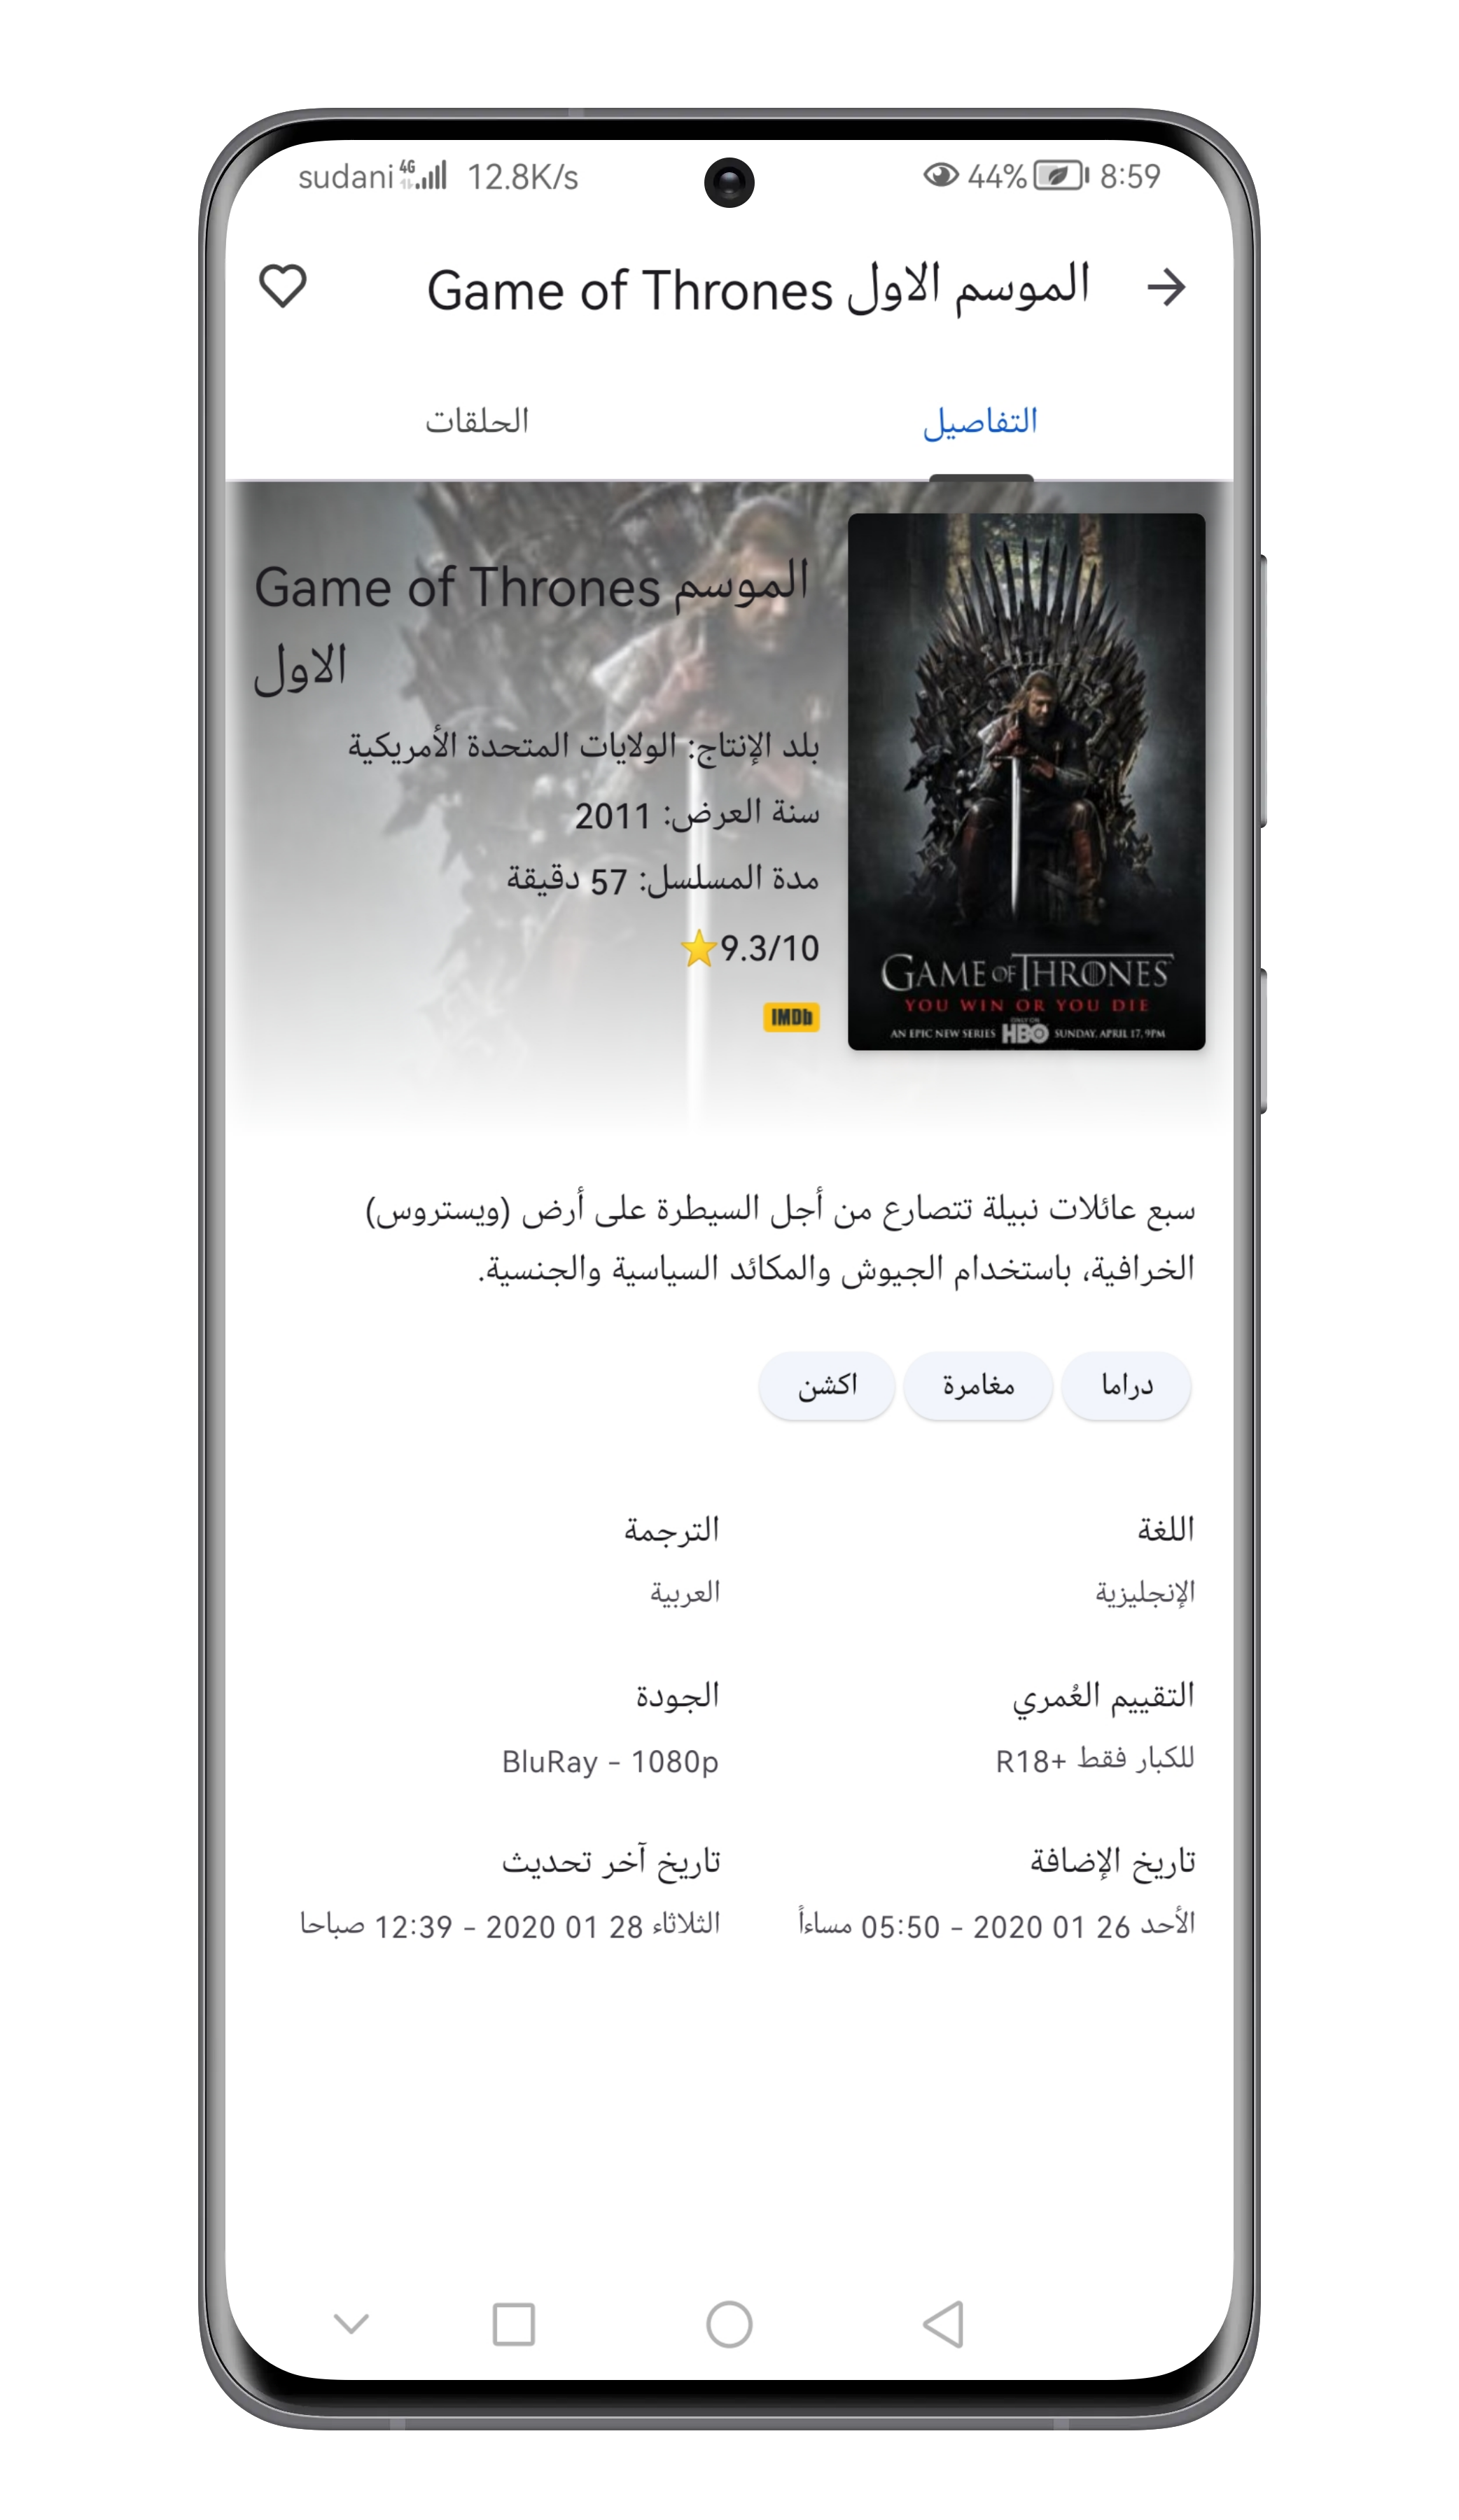 sudani 4G 12.8K/s 44% 8:59
Game of Thrones الموسم الاول
التفاصيل
الحلقات
Game of Thrones الموسم
الاول
بلد الإنتاج: الولايات المتحدة الأمريكية
سنة العرض: 2011
مدة المسلسل: 57 دقيقة
9.3/10⭐
IMDb
GAME OF THRONES
YOU WIN OR YOU DIE
AN EPIC NEW SERIES ONLY ON HBO SUNDAY, APRIL 17, 9PM
سبع عائلات نبيلة تتصارع من أجل السيطرة على أرض (ويستروس)
الخرافية، باستخدام الجيوش والمكائد السياسية والجنسية.
دراما مغامرة اكشن
اللغة
الإنجليزية
الترجمة
العربية
التقييم العُمري
للكبار فقط +R18
الجودة
BluRay - 1080p
تاريخ الإضافة
الأحد 26 01 2020 - 05:50 مساءاً
تاريخ آخر تحديث
الثلاثاء 28 01 2020 - 12:39 صباحا